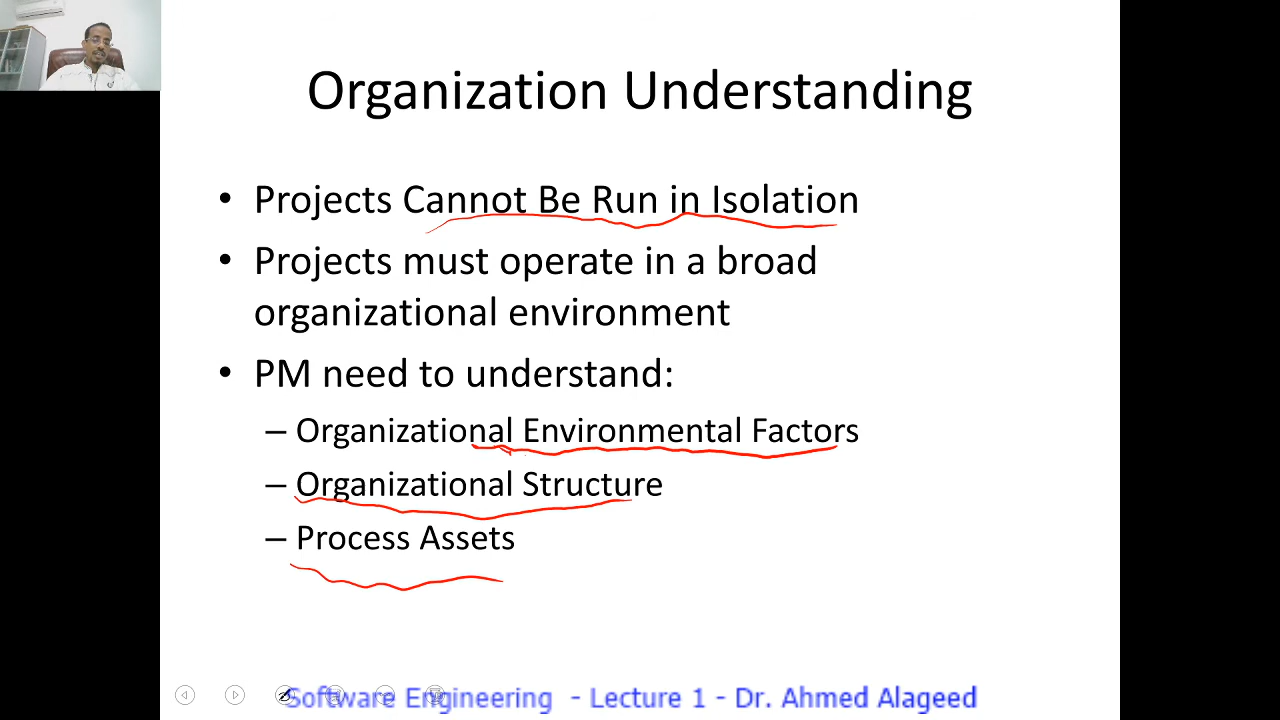 Organization Understanding
• Projects Cannot Be Run in Isolation
• Projects must operate in a broad
organizational environment
• PM need to understand:
– Organizational Environmental Factors
– Organizational Structure
– Process Assets
Software Engineering - Lecture 1 - Dr. Ahmed Alageed